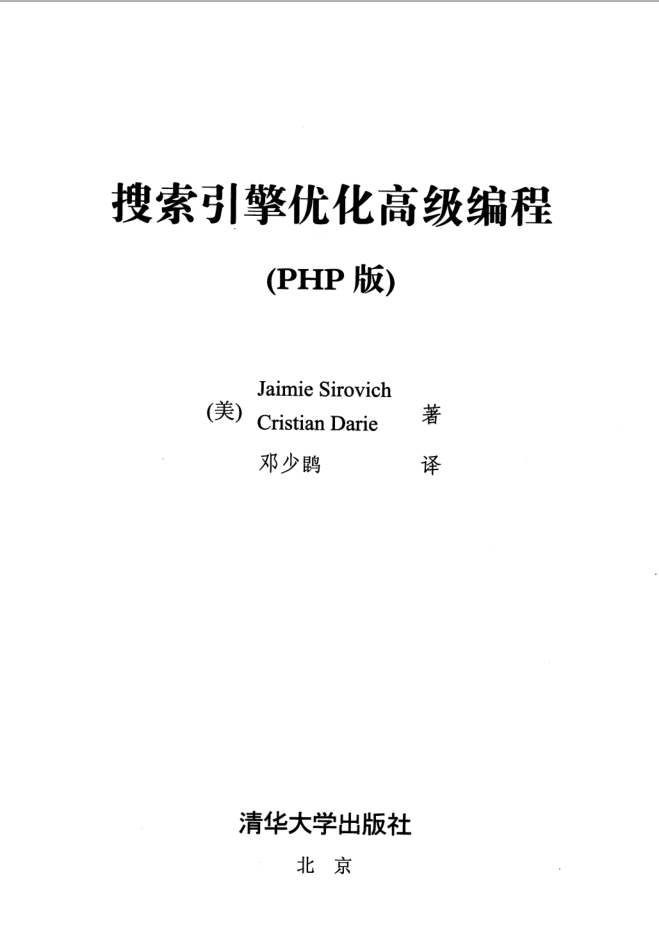 搜索引擎优化高级编程
(PHP 版)
(美) Jaimie Sirovich
Cristian Darie 著
邓少鹍 译
清华大学出版社
北 京